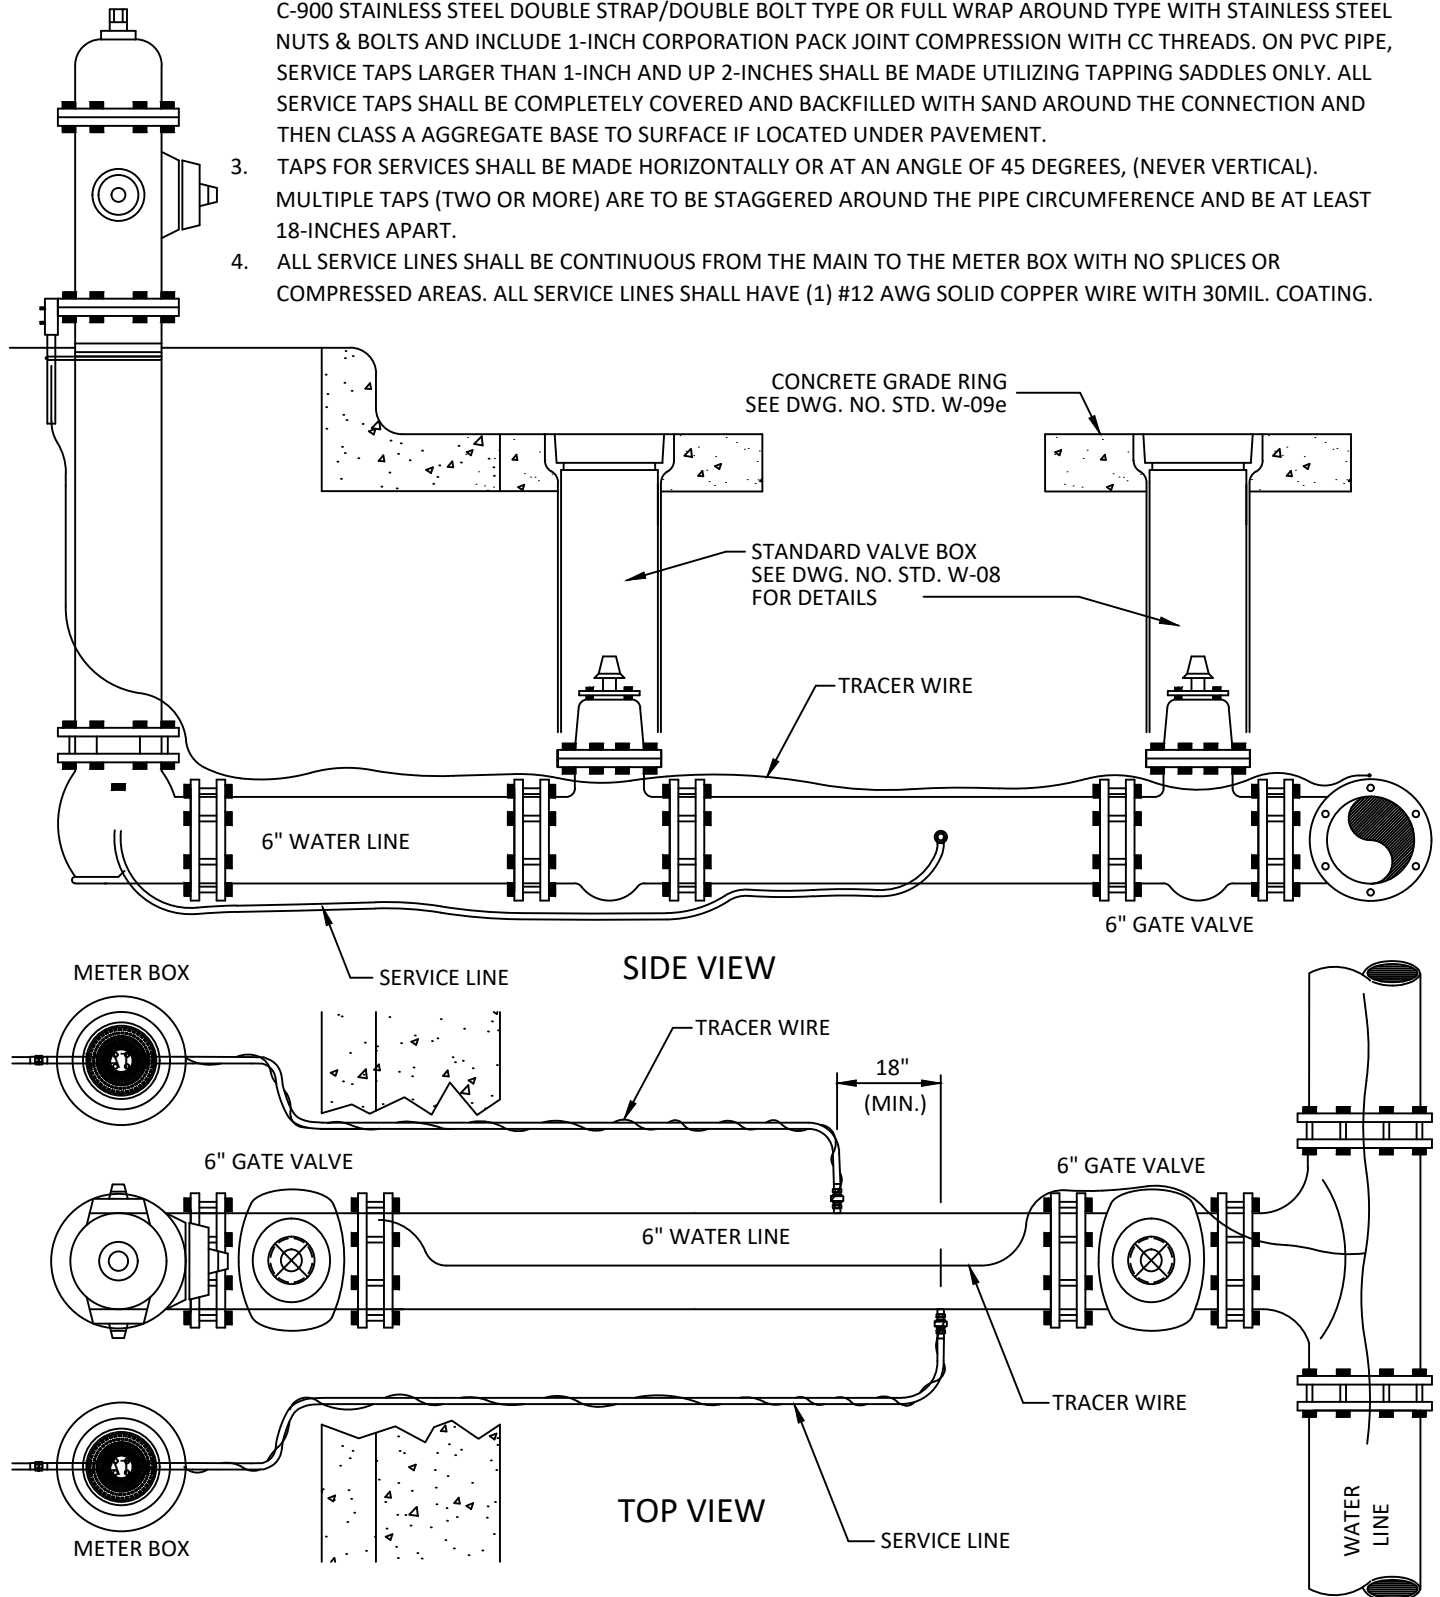 C-900 STAINLESS STEEL DOUBLE STRAP/DOUBLE BOLT TYPE OR FULL WRAP AROUND TYPE WITH STAINLESS STEEL
NUTS & BOLTS AND INCLUDE 1-INCH CORPORATION PACK JOINT COMPRESSION WITH CC THREADS. ON PVC PIPE,
SERVICE TAPS LARGER THAN 1-INCH AND UP 2-INCHES SHALL BE MADE UTILIZING TAPPING SADDLES ONLY. ALL
SERVICE TAPS SHALL BE COMPLETELY COVERED AND BACKFILLED WITH SAND AROUND THE CONNECTION AND
THEN CLASS A AGGREGATE BASE TO SURFACE IF LOCATED UNDER PAVEMENT.
3. TAPS FOR SERVICES SHALL BE MADE HORIZONTALLY OR AT AN ANGLE OF 45 DEGREES, (NEVER VERTICAL).
MULTIPLE TAPS (TWO OR MORE) ARE TO BE STAGGERED AROUND THE PIPE CIRCUMFERENCE AND BE AT LEAST
18-INCHES APART.
4. ALL SERVICE LINES SHALL BE CONTINUOUS FROM THE MAIN TO THE METER BOX WITH NO SPLICES OR
COMPRESSED AREAS. ALL SERVICE LINES SHALL HAVE (1) #12 AWG SOLID COPPER WIRE WITH 30MIL. COATING.
CONCRETE GRADE RING
SEE DWG. NO. STD. W-09e
STANDARD VALVE BOX
SEE DWG. NO. STD. W-08
FOR DETAILS
TRACER WIRE
6" WATER LINE
6" GATE VALVE
SERVICE LINE
SIDE VIEW
METER BOX
TRACER WIRE
18"
(MIN.)
6" GATE VALVE
6" GATE VALVE
6" WATER LINE
TRACER WIRE
SERVICE LINE
TOP VIEW
METER BOX
WATER
LINE